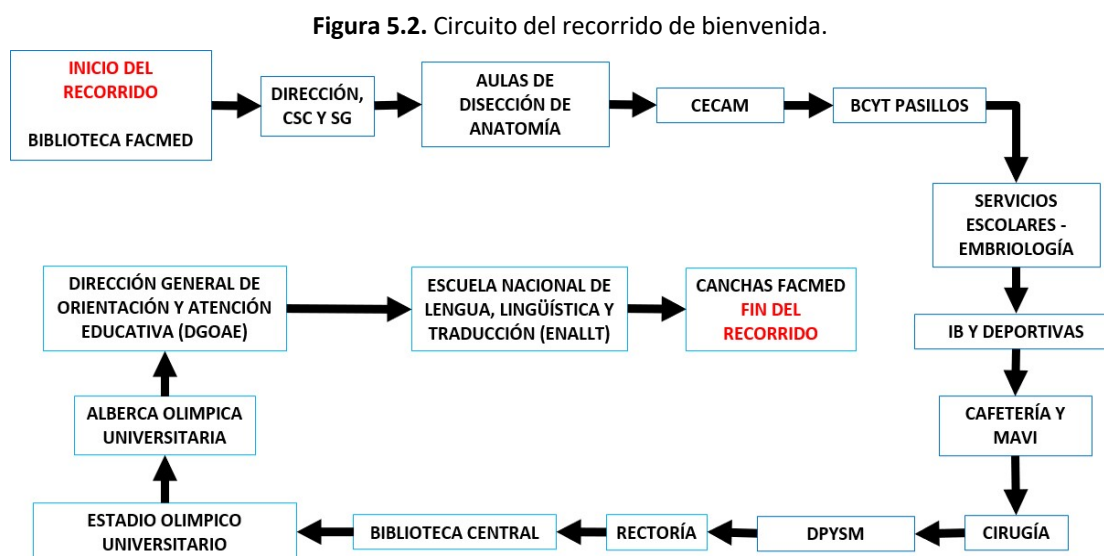 Figura 5.2. Circuito del recorrido de bienvenida.
INICIO DEL
RECORRIDO
BIBLIOTECA FACMED
DIRECCIÓN,
CSC Y SG
AULAS DE
DISECCIÓN DE
ANATOMÍA
CECAM
BCYT PASILLOS
SERVICIOS
ESCOLARES -
EMBRIOLOGÍA
IB Y DEPORTIVAS
CAFETERÍA Y
MAVI
CIRUGÍA
DPYSM
RECTORÍA
BIBLIOTECA CENTRAL
ESTADIO OLIMPICO
UNIVERSITARIO
ALBERCA OLIMPICA
UNIVERSITARIA
DIRECCIÓN GENERAL DE
ORIENTACIÓN Y ATENCIÓN
EDUCATIVA (DGOAE)
ESCUELA NACIONAL DE
LENGUA, LINGÜÍSTICA Y
TRADUCCIÓN (ENALLT)
CANCHAS FACMED
FIN DEL
RECORRIDO